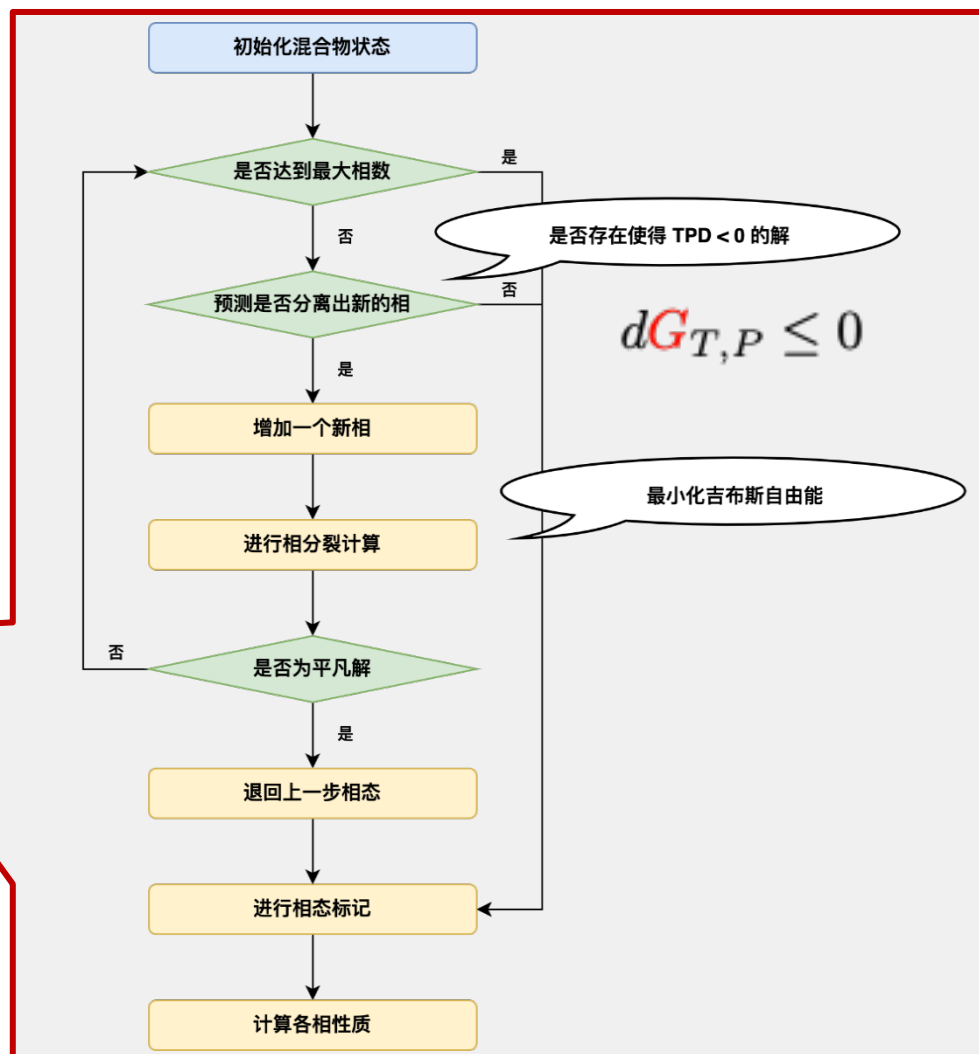 初始化混合物状态
是否达到最大相数
是
否
是否存在使得 TPD < 0 的解
预测是否分离出新的相
否
dG_{T,P} ≤ 0
是
增加一个新相
最小化吉布斯自由能
进行相分裂计算
否
是否为平凡解
是
退回上一步相态
进行相态标记
计算各相性质